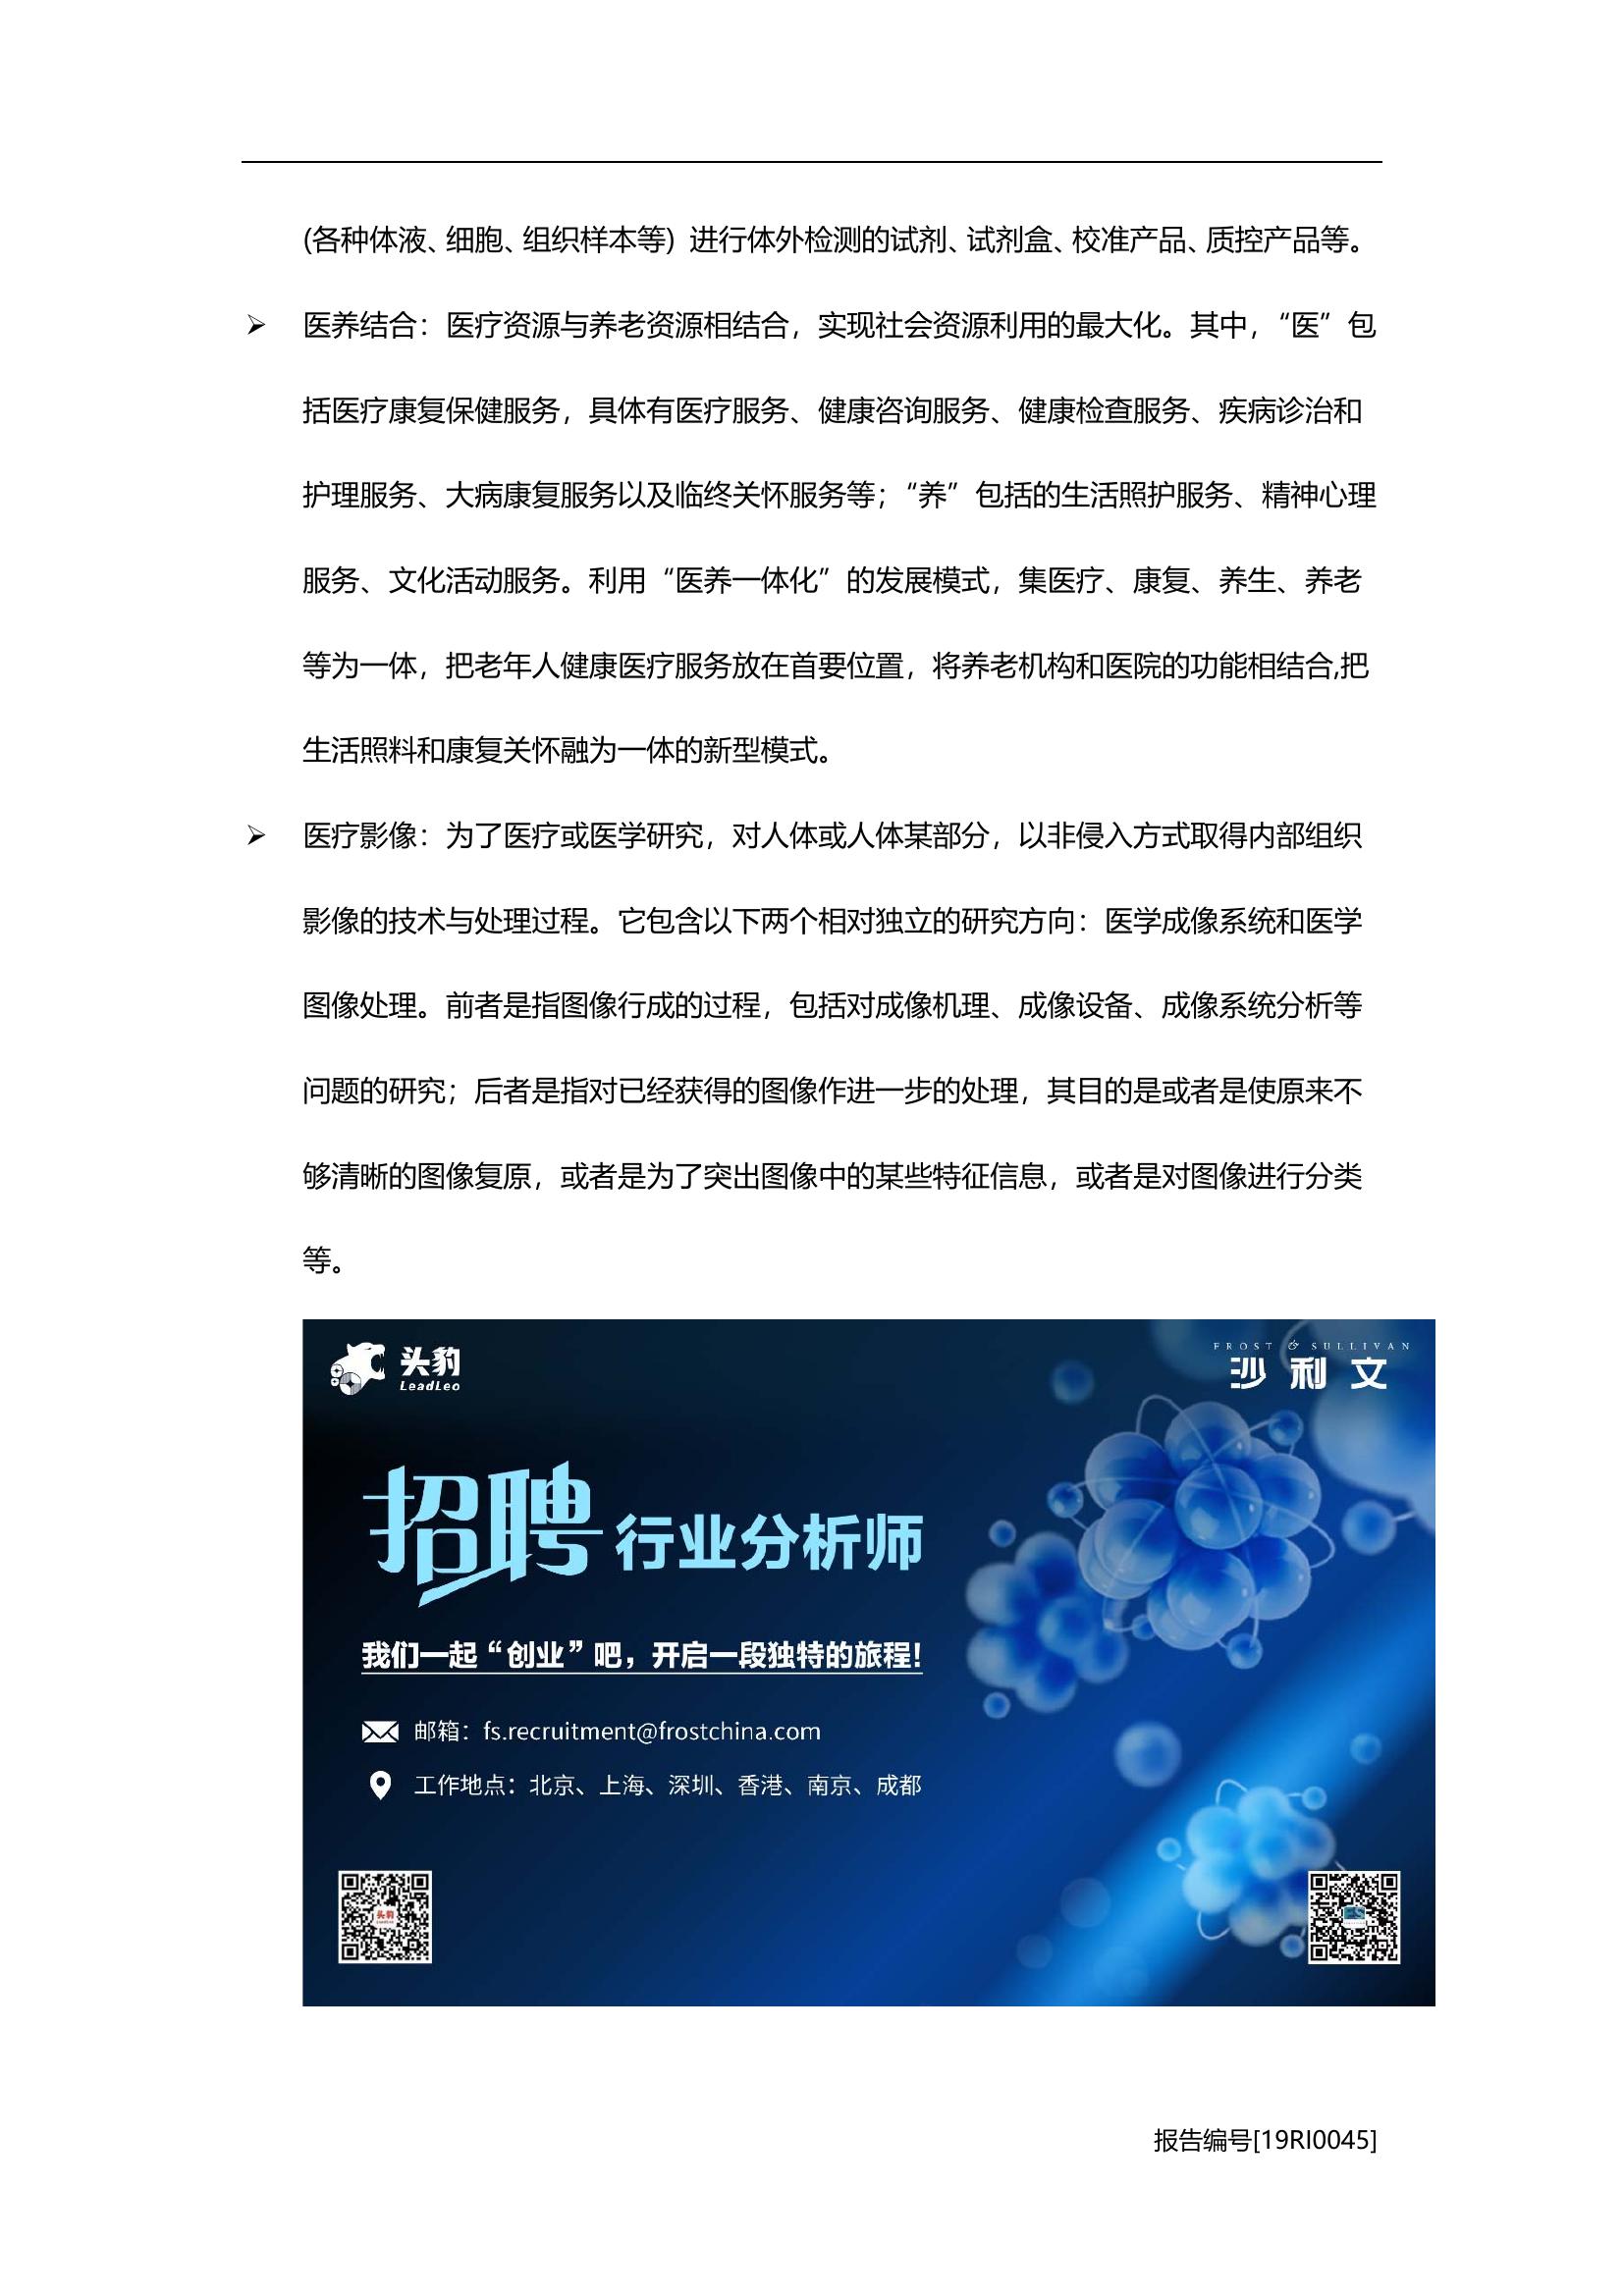 (各种体液、细胞、组织样本等) 进行体外检测的试剂、试剂盒、校准产品、质控产品等。
➢ 医养结合：医疗资源与养老资源相结合，实现社会资源利用的最大化。其中，“医”包
括医疗康复保健服务，具体有医疗服务、健康咨询服务、健康检查服务、疾病诊治和
护理服务、大病康复服务以及临终关怀服务等；“养”包括的生活照护服务、精神心理
服务、文化活动服务。利用“医养一体化”的发展模式，集医疗、康复、养生、养老
等为一体，把老年人健康医疗服务放在首要位置，将养老机构和医院的功能相结合,把
生活照料和康复关怀融为一体的新型模式。
➢ 医疗影像：为了医疗或医学研究，对人体或人体某部分，以非侵入方式取得内部组织
影像的技术与处理过程。它包含以下两个相对独立的研究方向：医学成像系统和医学
图像处理。前者是指图像行成的过程，包括对成像机理、成像设备、成像系统分析等
问题的研究；后者是指对已经获得的图像作进一步的处理，其目的是或者是使原来不
够清晰的图像复原，或者是为了突出图像中的某些特征信息，或者是对图像进行分类
等。
头豹
LeadLeo
FROST & SULLIVAN
沙利文
招聘 行业分析师
我们一起“创业”吧，开启一段独特的旅程！
邮箱：fs.recruitment@frostchina.com
工作地点：北京、上海、深圳、香港、南京、成都
头豹
报告编号[19RI0045]